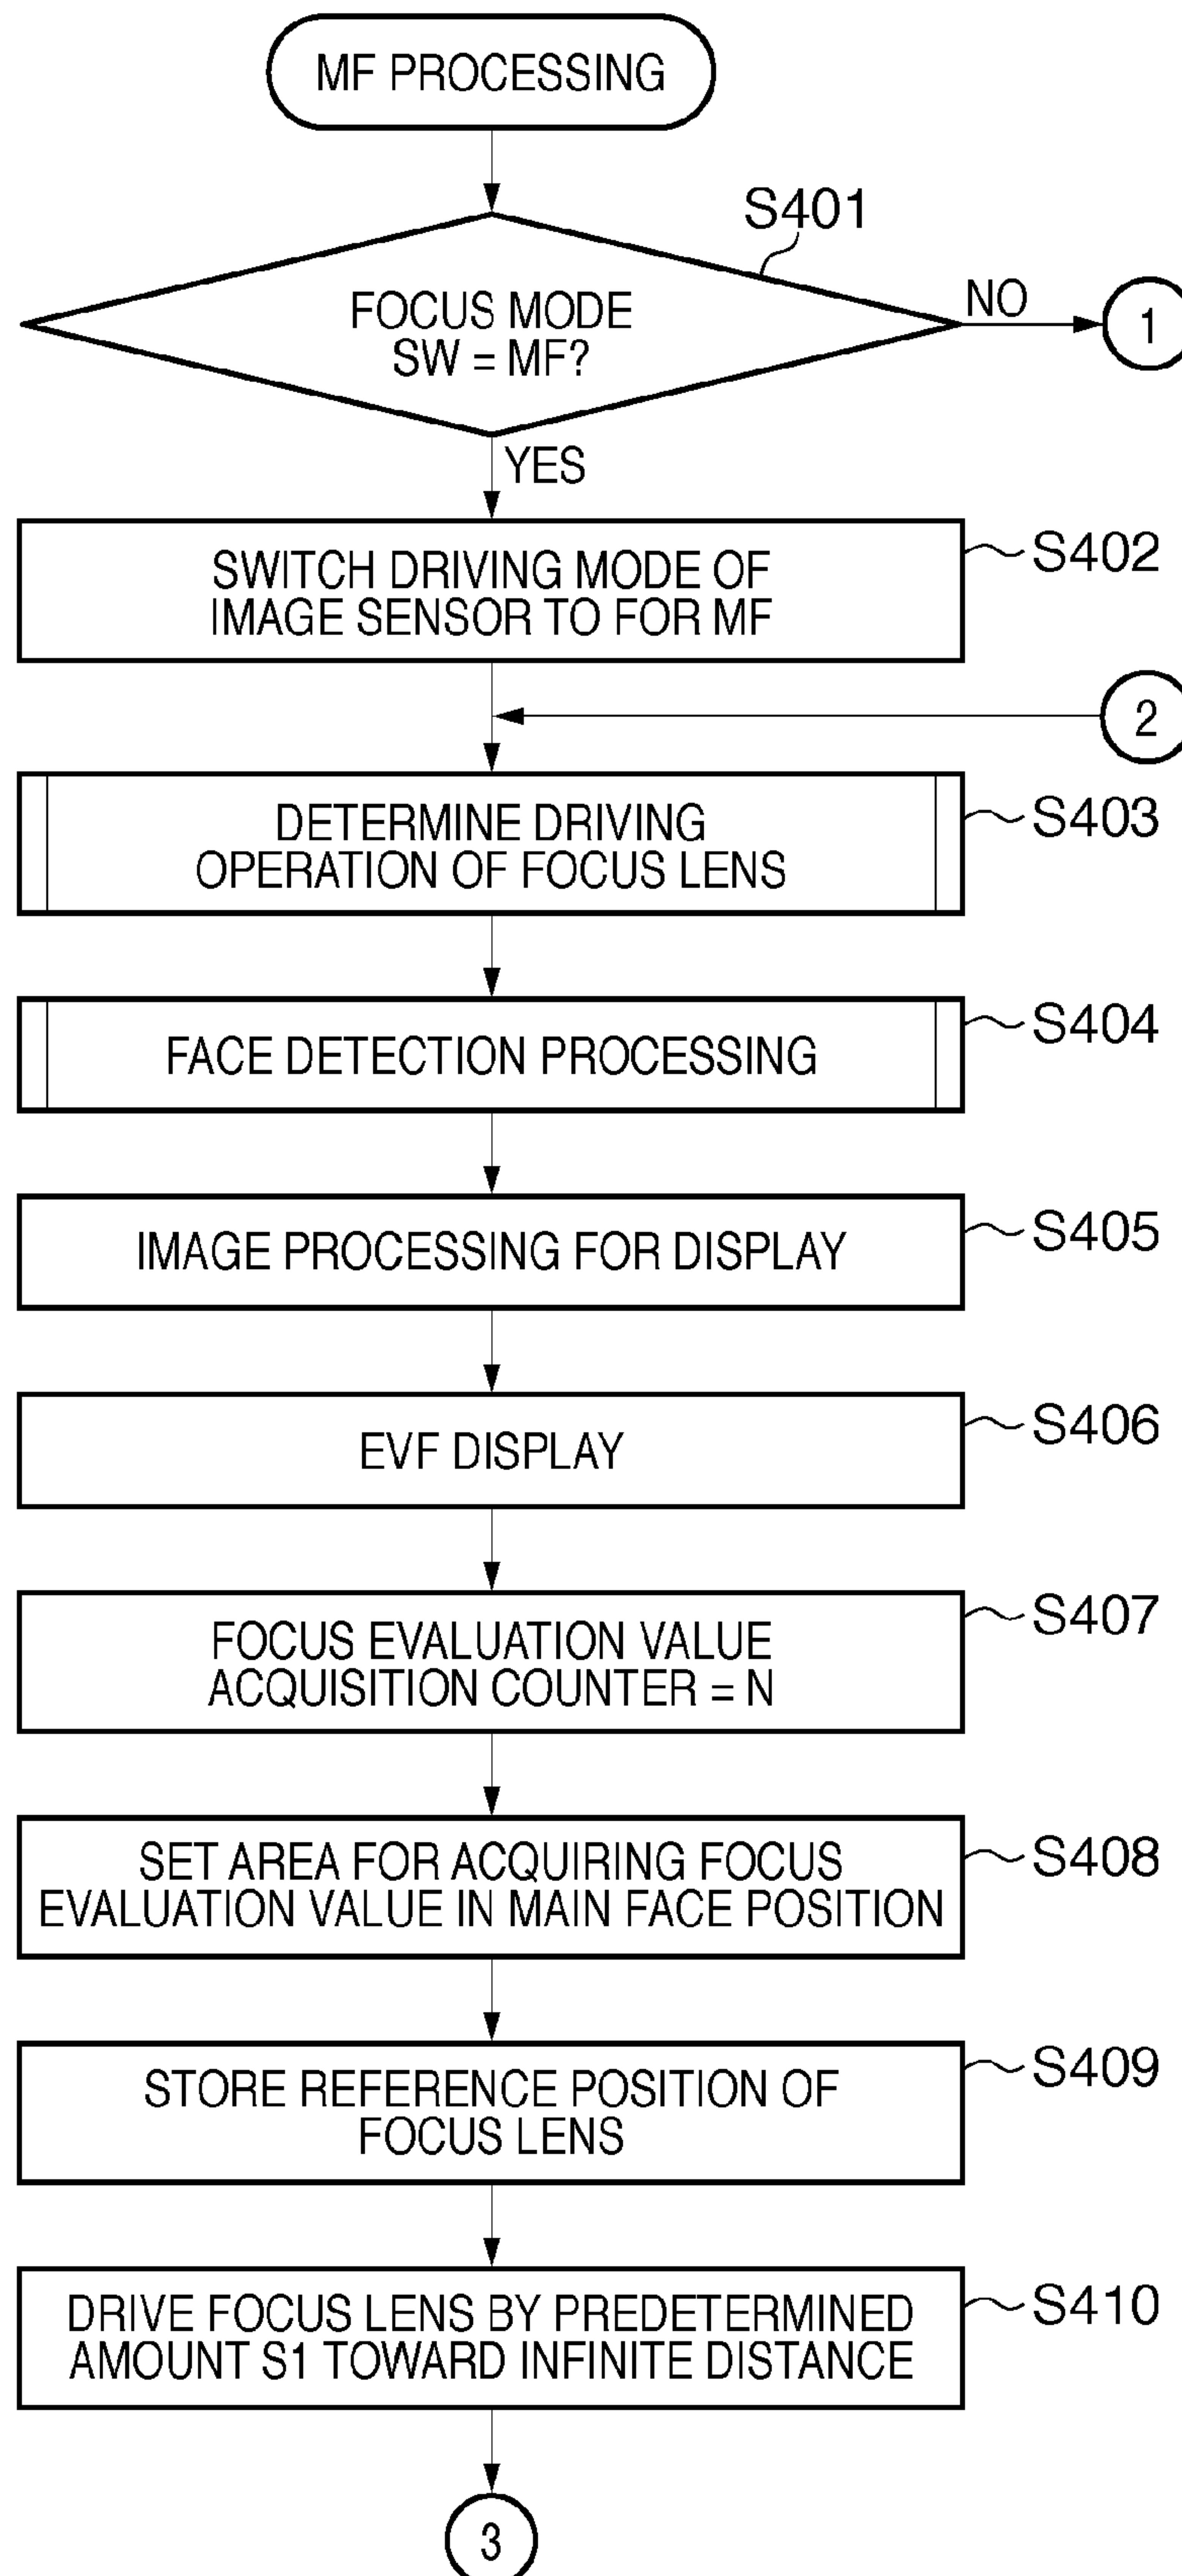 MF PROCESSING
S401
FOCUS MODE
SW = MF?
NO
1
YES
SWITCH DRIVING MODE OF
IMAGE SENSOR TO FOR MF
S402
2
DETERMINE DRIVING
OPERATION OF FOCUS LENS
S403
FACE DETECTION PROCESSING
S404
IMAGE PROCESSING FOR DISPLAY
S405
EVF DISPLAY
S406
FOCUS EVALUATION VALUE
ACQUISITION COUNTER = N
S407
SET AREA FOR ACQUIRING FOCUS
EVALUATION VALUE IN MAIN FACE POSITION
S408
STORE REFERENCE POSITION OF
FOCUS LENS
S409
DRIVE FOCUS LENS BY PREDETERMINED
AMOUNT S1 TOWARD INFINITE DISTANCE
S410
3